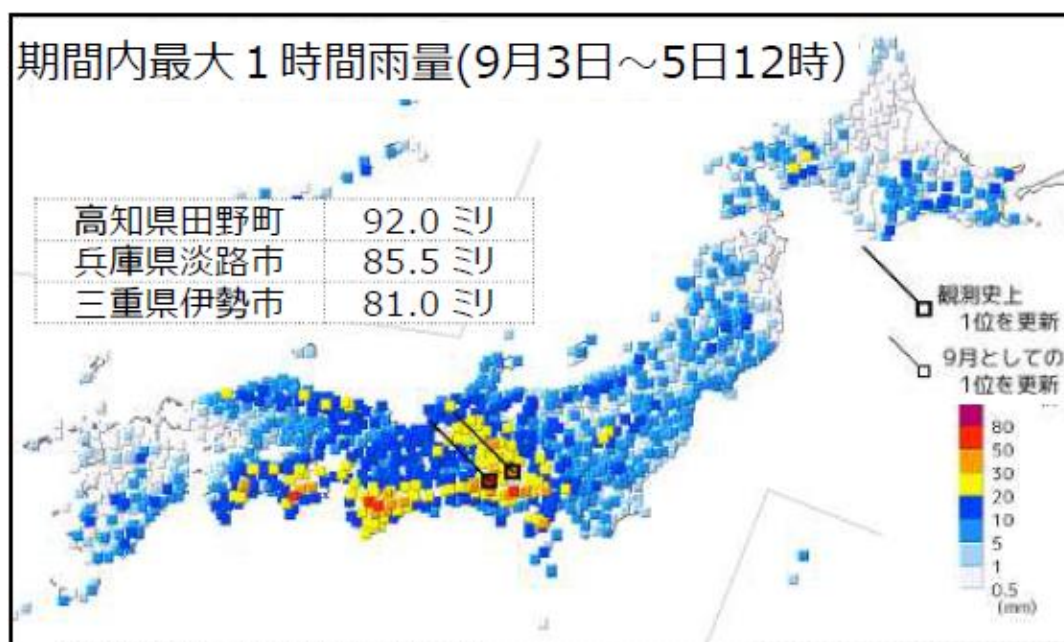 期間内最大１時間雨量(9月3日～5日12時)
高知県田野町 92.0 ミリ
兵庫県淡路市 85.5 ミリ
三重県伊勢市 81.0 ミリ
観測史上
1位を更新
9月としての
1位を更新
80
50
30
20
10
5
1
0.5
(mm)